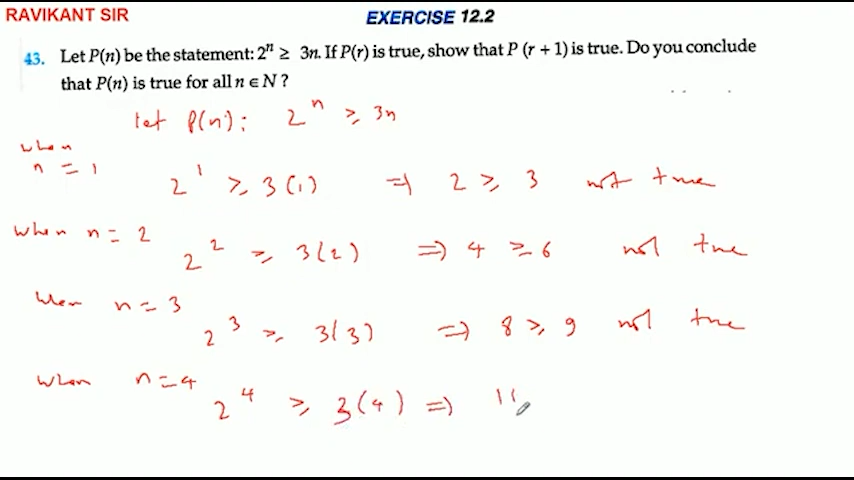 RAVIKANT SIR
EXERCISE 12.2
43. Let P(n) be the statement: 2ⁿ ≥ 3n. If P(r) is true, show that P (r + 1) is true. Do you conclude
that P(n) is true for all n ∈ N ?
let P(n): 2ⁿ ≥ 3n
when
n = 1
2¹ ≥ 3(1) ⇒ 2 ≥ 3 not true
when n = 2
2² ≥ 3(2) ⇒ 4 ≥ 6 not true
when n = 3
2³ ≥ 3(3) ⇒ 8 ≥ 9 not true
when n = 4
2⁴ ≥ 3(4) ⇒